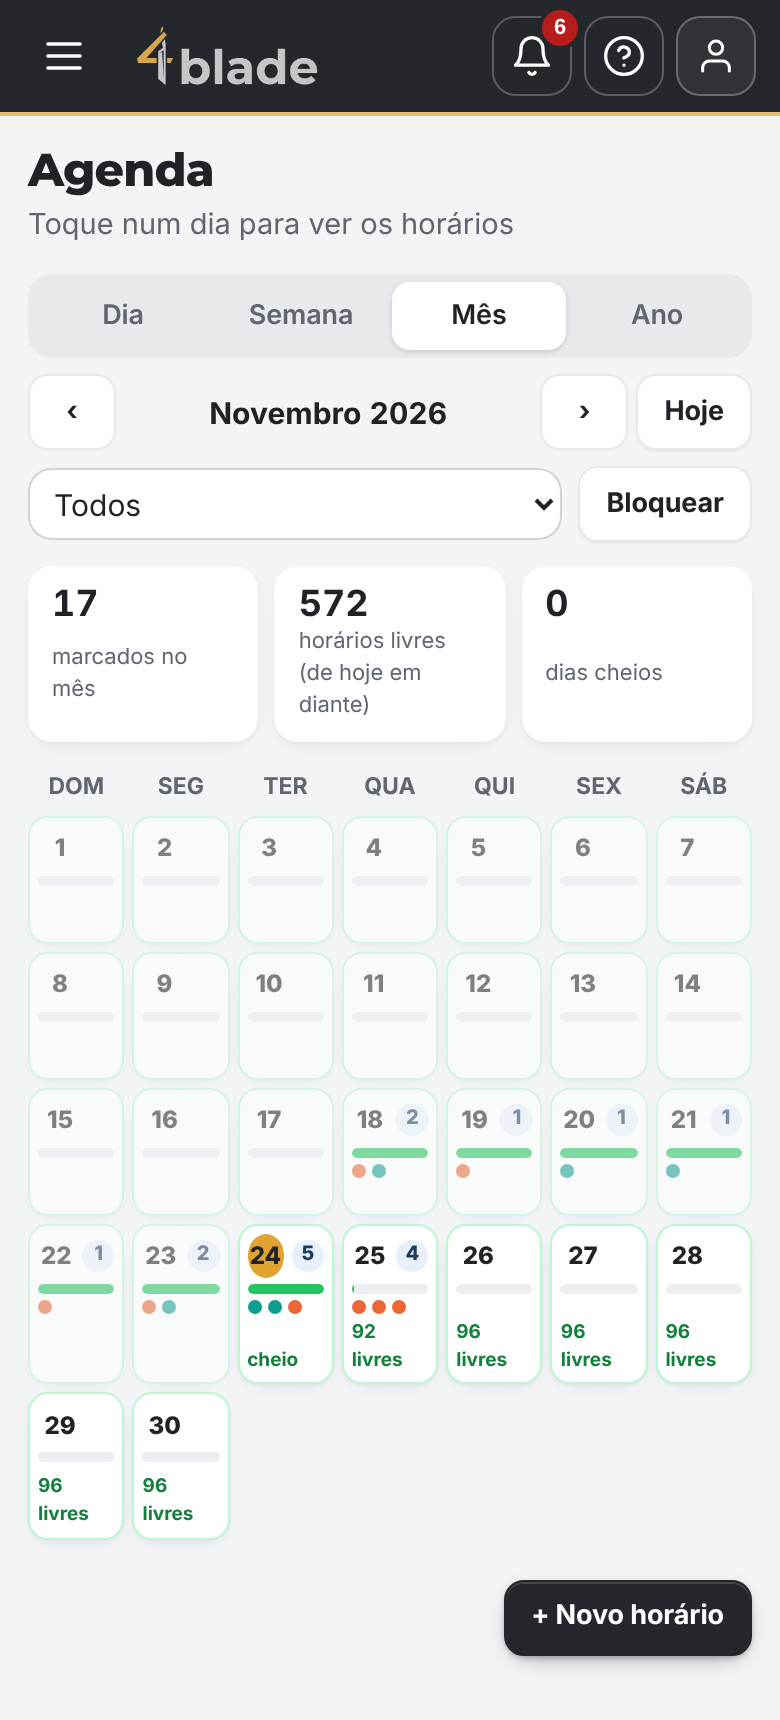 4blade
6
Agenda
Toque num dia para ver os horários
Dia Semana Mês Ano
‹ Novembro 2026 › Hoje
Todos Bloquear
17
marcados no
mês
572
horários livres
(de hoje em
diante)
0
dias cheios
DOM SEG TER QUA QUI SEX SÁB
1 2 3 4 5 6 7
8 9 10 11 12 13 14
15 16 17 18 2 19 1 20 1 21 1
22 1 23 2 24 5 25 4 26 27 28
cheio
92
livres
96
livres
96
livres
96
livres
29 30
96
livres
96
livres
+ Novo horário